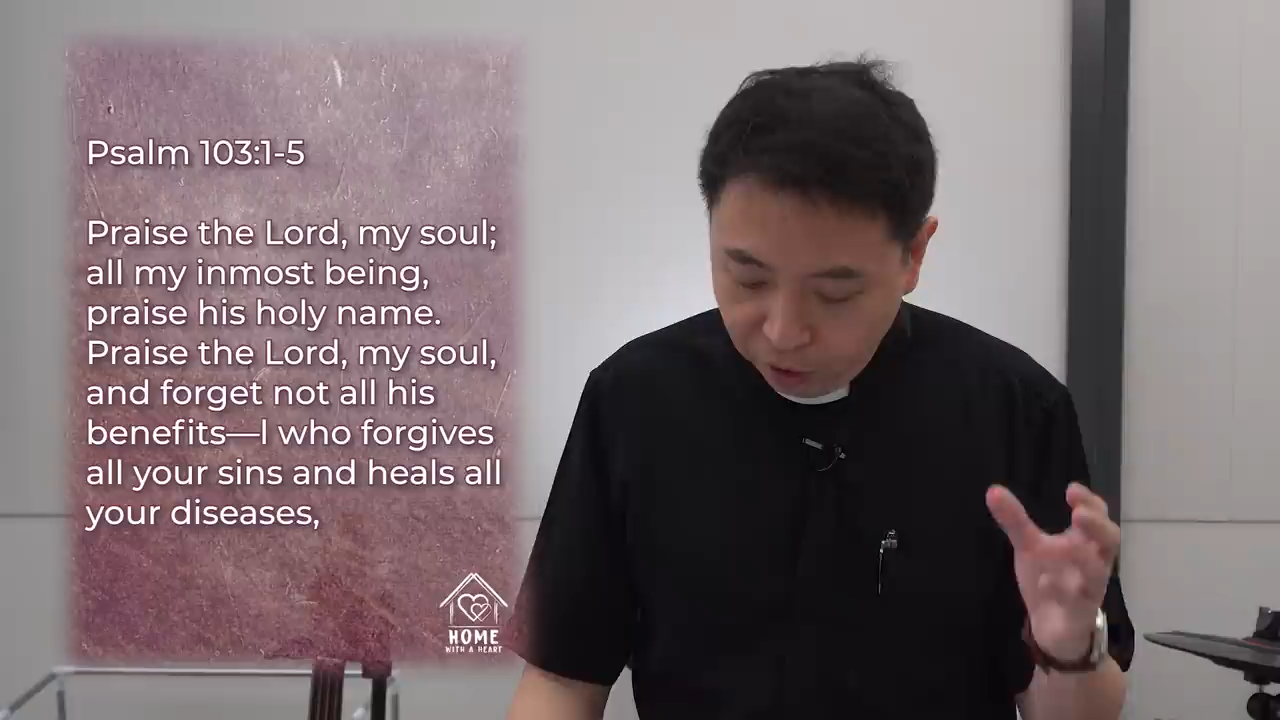 Psalm 103:1-5
Praise the Lord, my soul;
all my inmost being,
praise his holy name.
Praise the Lord, my soul,
and forget not all his
benefits—l who forgives
all your sins and heals all
your diseases,
HOME
WITH A HEART